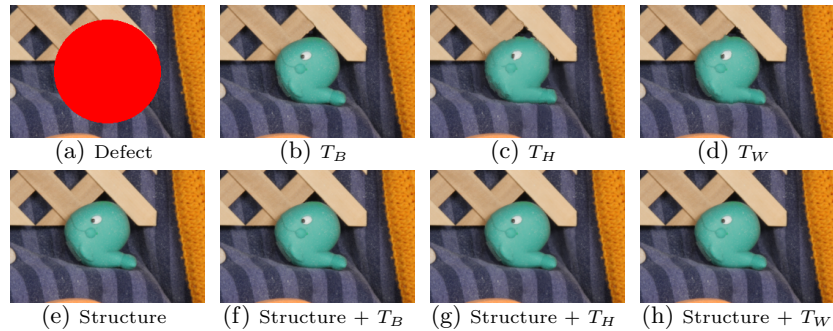 (a) Defect
(b) T_B
(c) T_H
(d) T_W
(e) Structure
(f) Structure + T_B
(g) Structure + T_H
(h) Structure + T_W